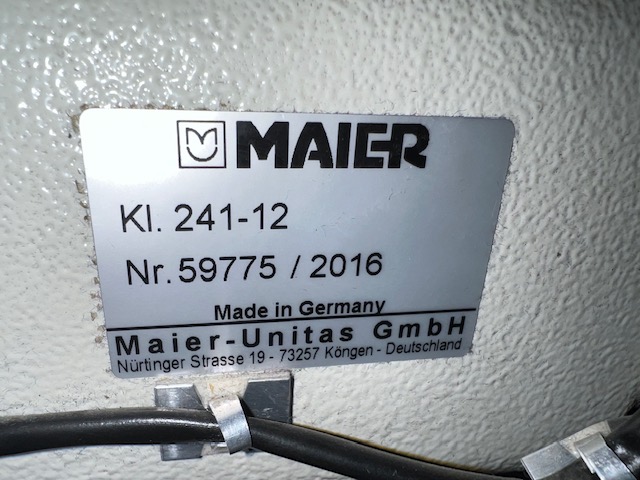 MAIER
Kl. 241-12
Nr. 59775 / 2016
Made in Germany
Maier-Unitas GmbH
Nürtinger Strasse 19 - 73257 Köngen - Deutschland